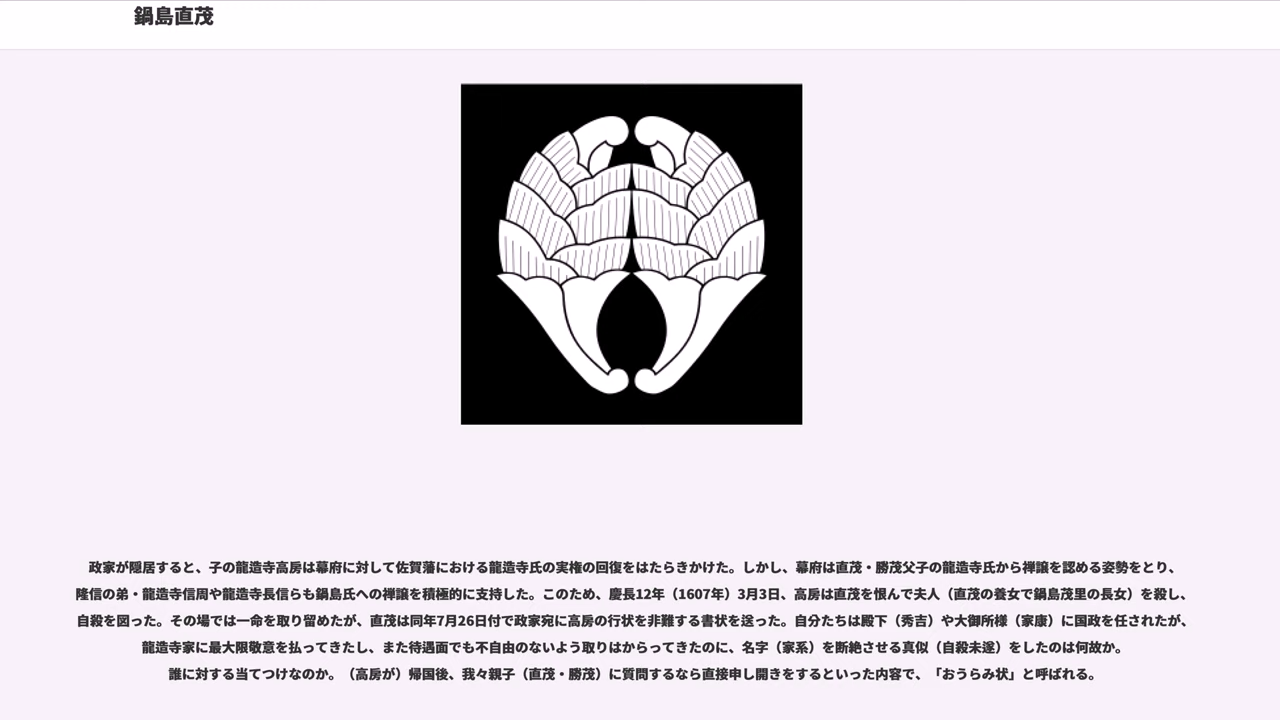 鍋島直茂
政家が隠居すると、子の龍造寺高房は幕府に対して佐賀藩における龍造寺氏の実権の回復をはたらきかけた。しかし、幕府は直茂・勝茂父子の龍造寺氏から禅譲を認める姿勢をとり、
隆信の弟・龍造寺信周や龍造寺長信らも鍋島氏への禅譲を積極的に支持した。このため、慶長12年（1607年）3月3日、高房は直茂を恨んで夫人（直茂の養女で鍋島茂里の長女）を殺し、
自殺を図った。その場では一命を取り留めたが、直茂は同年7月26日付で政家宛に高房の行状を非難する書状を送った。自分たちは殿下（秀吉）や大御所様（家康）に国政を任されたが、
龍造寺家に最大限敬意を払ってきたし、また待遇面でも不自由のないよう取りはからってきたのに、名字（家系）を断絶させる真似（自殺未遂）をしたのは何故か。
誰に対する当てつけなのか。（高房が）帰国後、我々親子（直茂・勝茂）に質問するなら直接申し開きをするといった内容で、「おうらみ状」と呼ばれる。